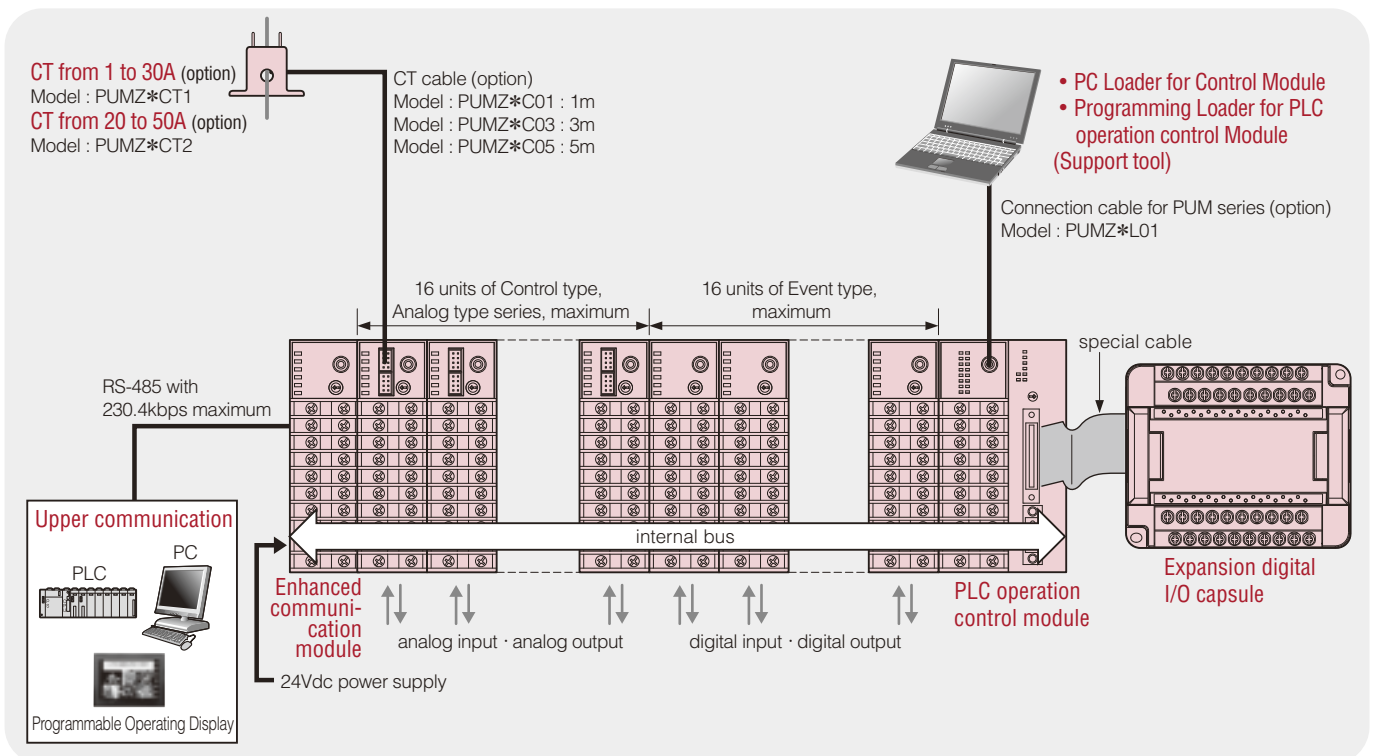 CT from 1 to 30A (option)
Model : PUMZ*CT1
CT from 20 to 50A (option)
Model : PUMZ*CT2
CT cable (option)
Model : PUMZ*C01 : 1m
Model : PUMZ*C03 : 3m
Model : PUMZ*C05 : 5m
• PC Loader for Control Module
• Programming Loader for PLC
operation control Module
(Support tool)
Connection cable for PUM series (option)
Model : PUMZ*L01
16 units of Control type,
Analog type series, maximum
16 units of Event type,
maximum
special cable
RS-485 with
230.4kbps maximum
internal bus
Upper communication
PLC
PC
Programmable Operating Display
Enhanced
communi-
cation
module
analog input · analog output
digital input · digital output
PLC operation
control module
Expansion digital
I/O capsule
24Vdc power supply